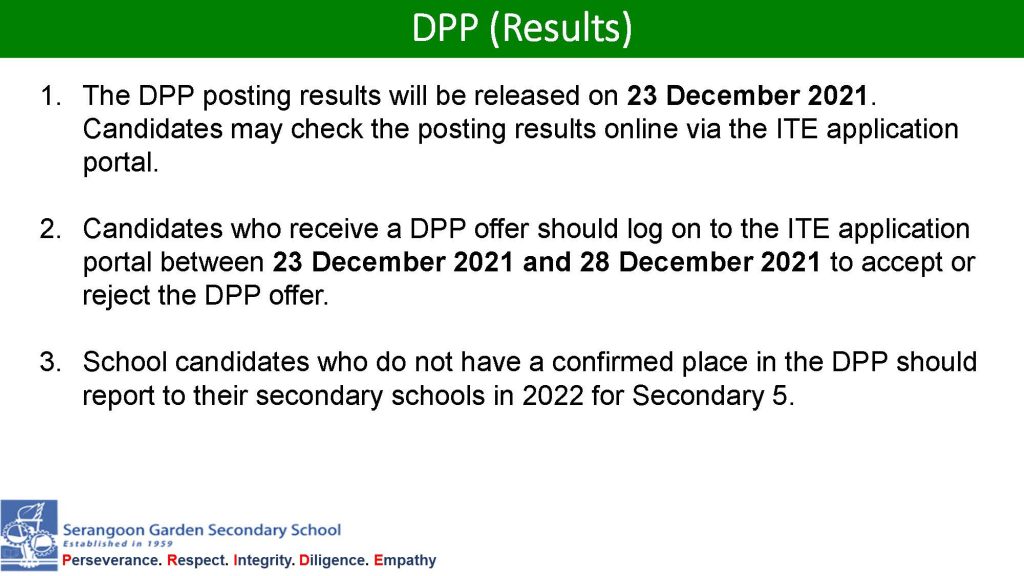 DPP (Results)
1. The DPP posting results will be released on 23 December 2021.
Candidates may check the posting results online via the ITE application
portal.
2. Candidates who receive a DPP offer should log on to the ITE application
portal between 23 December 2021 and 28 December 2021 to accept or
reject the DPP offer.
3. School candidates who do not have a confirmed place in the DPP should
report to their secondary schools in 2022 for Secondary 5.
Serangoon Garden Secondary School
Established in 1959
Perseverance. Respect. Integrity. Diligence. Empathy